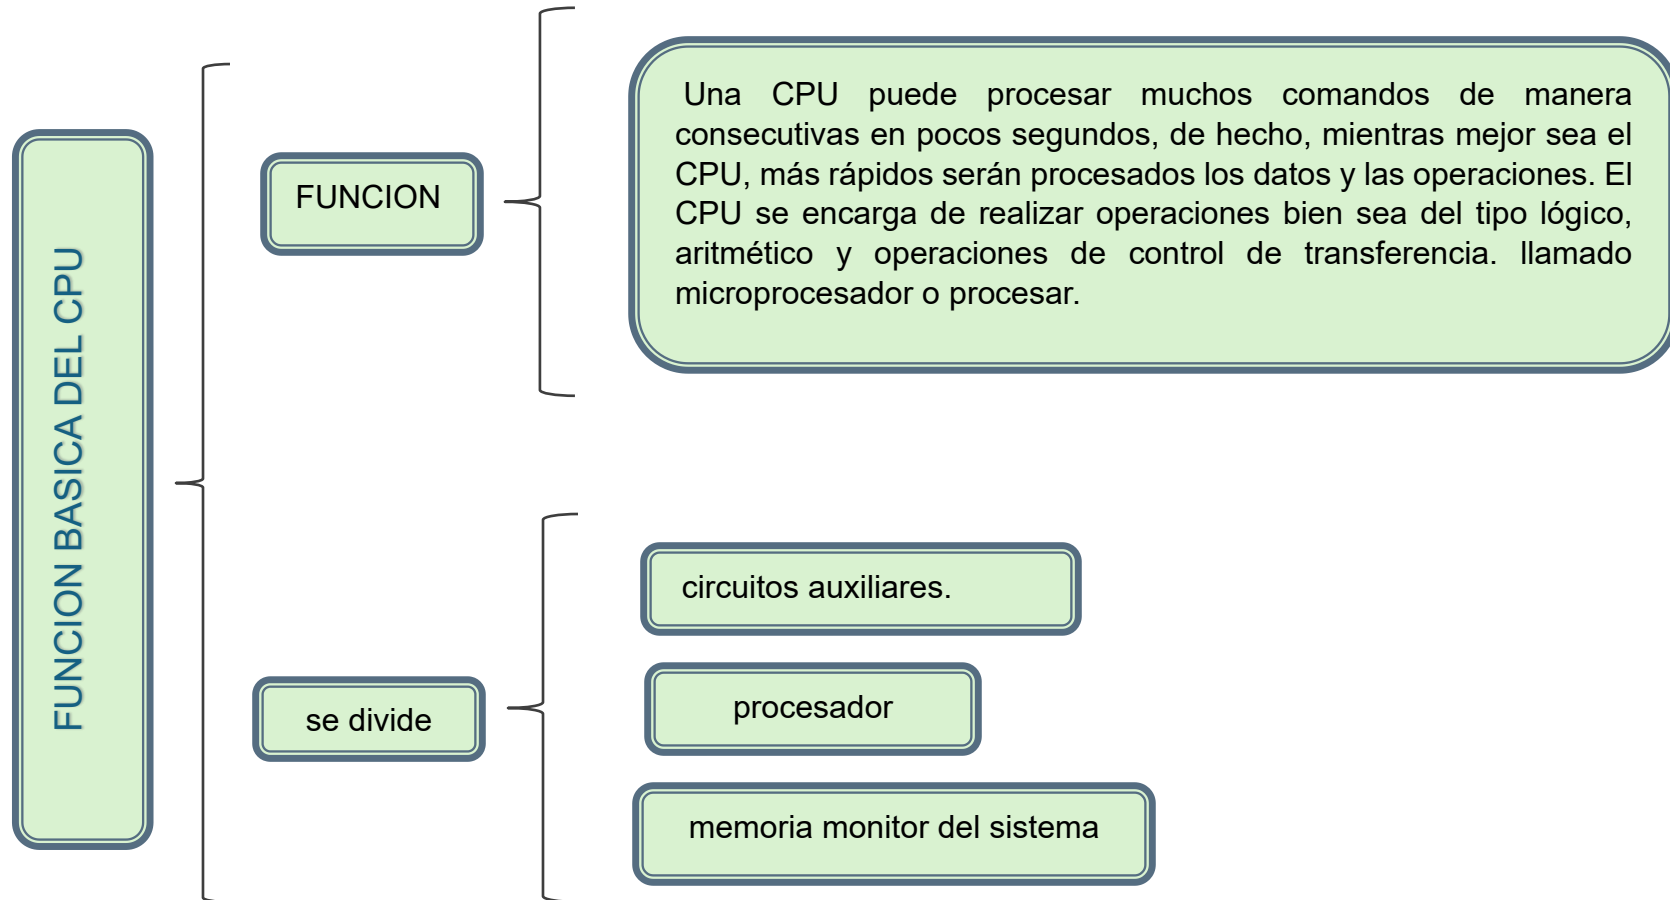 FUNCION BASICA DEL CPU
FUNCION
Una CPU puede procesar muchos comandos de manera
consecutivas en pocos segundos, de hecho, mientras mejor sea el
CPU, más rápidos serán procesados los datos y las operaciones. El
CPU se encarga de realizar operaciones bien sea del tipo lógico,
aritmético y operaciones de control de transferencia. llamado
microprocesador o procesar.
se divide
circuitos auxiliares.
procesador
memoria monitor del sistema